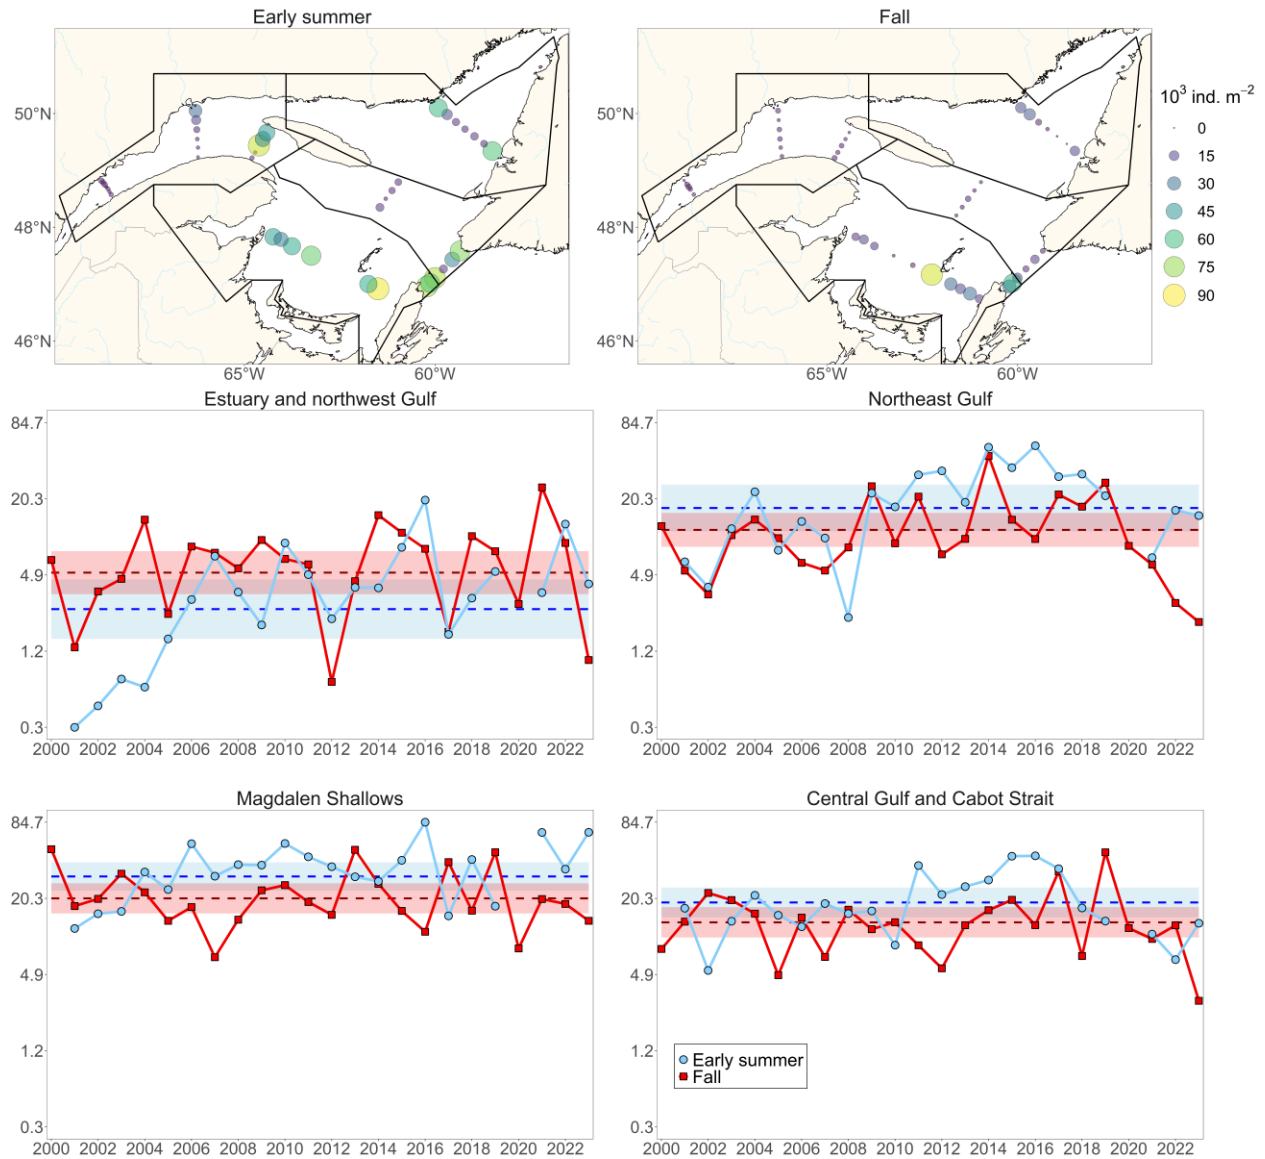 Early summer
Fall
50°N
48°N
46°N
65°W
60°W
50°N
48°N
46°N
65°W
60°W
10³ ind. m⁻²
0
15
30
45
60
75
90
Estuary and northwest Gulf
84.7
20.3
4.9
1.2
0.3
2000 2002 2004 2006 2008 2010 2012 2014 2016 2018 2020 2022
Northeast Gulf
84.7
20.3
4.9
1.2
0.3
2000 2002 2004 2006 2008 2010 2012 2014 2016 2018 2020 2022
Magdalen Shallows
84.7
20.3
4.9
1.2
0.3
2000 2002 2004 2006 2008 2010 2012 2014 2016 2018 2020 2022
Central Gulf and Cabot Strait
84.7
20.3
4.9
1.2
0.3
Early summer
Fall
2000 2002 2004 2006 2008 2010 2012 2014 2016 2018 2020 2022